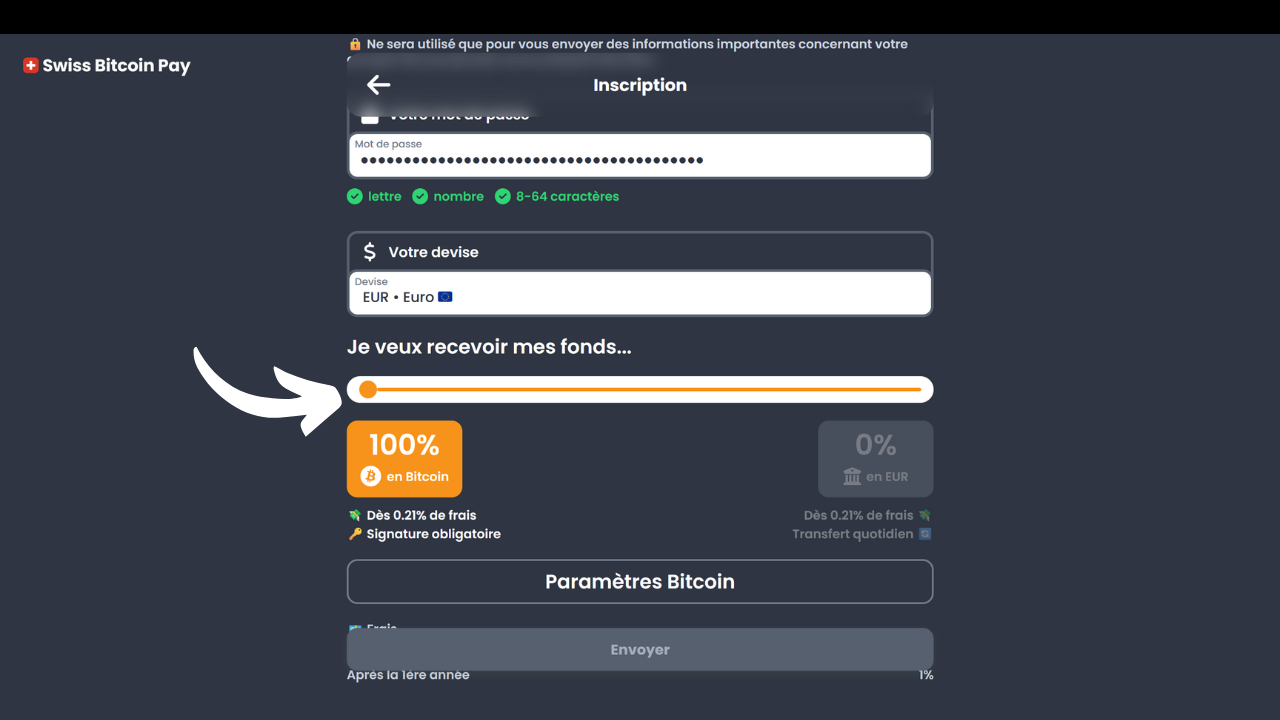 🔒 Ne sera utilisé que pour vous envoyer des informations importantes concernant votre
Swiss Bitcoin Pay
Inscription
Votre mot de passe
Mot de passe
••••••••••••••••••••••••••••••••••••••••
lettre nombre 8-64 caractères
Votre devise
Devise
EUR • Euro 🇪🇺
Je veux recevoir mes fonds...
100% 0%
en Bitcoin en EUR
💸 Dès 0.21% de frais Dès 0.21% de frais 💸
🔑 Signature obligatoire Transfert quotidien 🔄
Paramètres Bitcoin
Frais
Envoyer
Après la 1ère année 1%